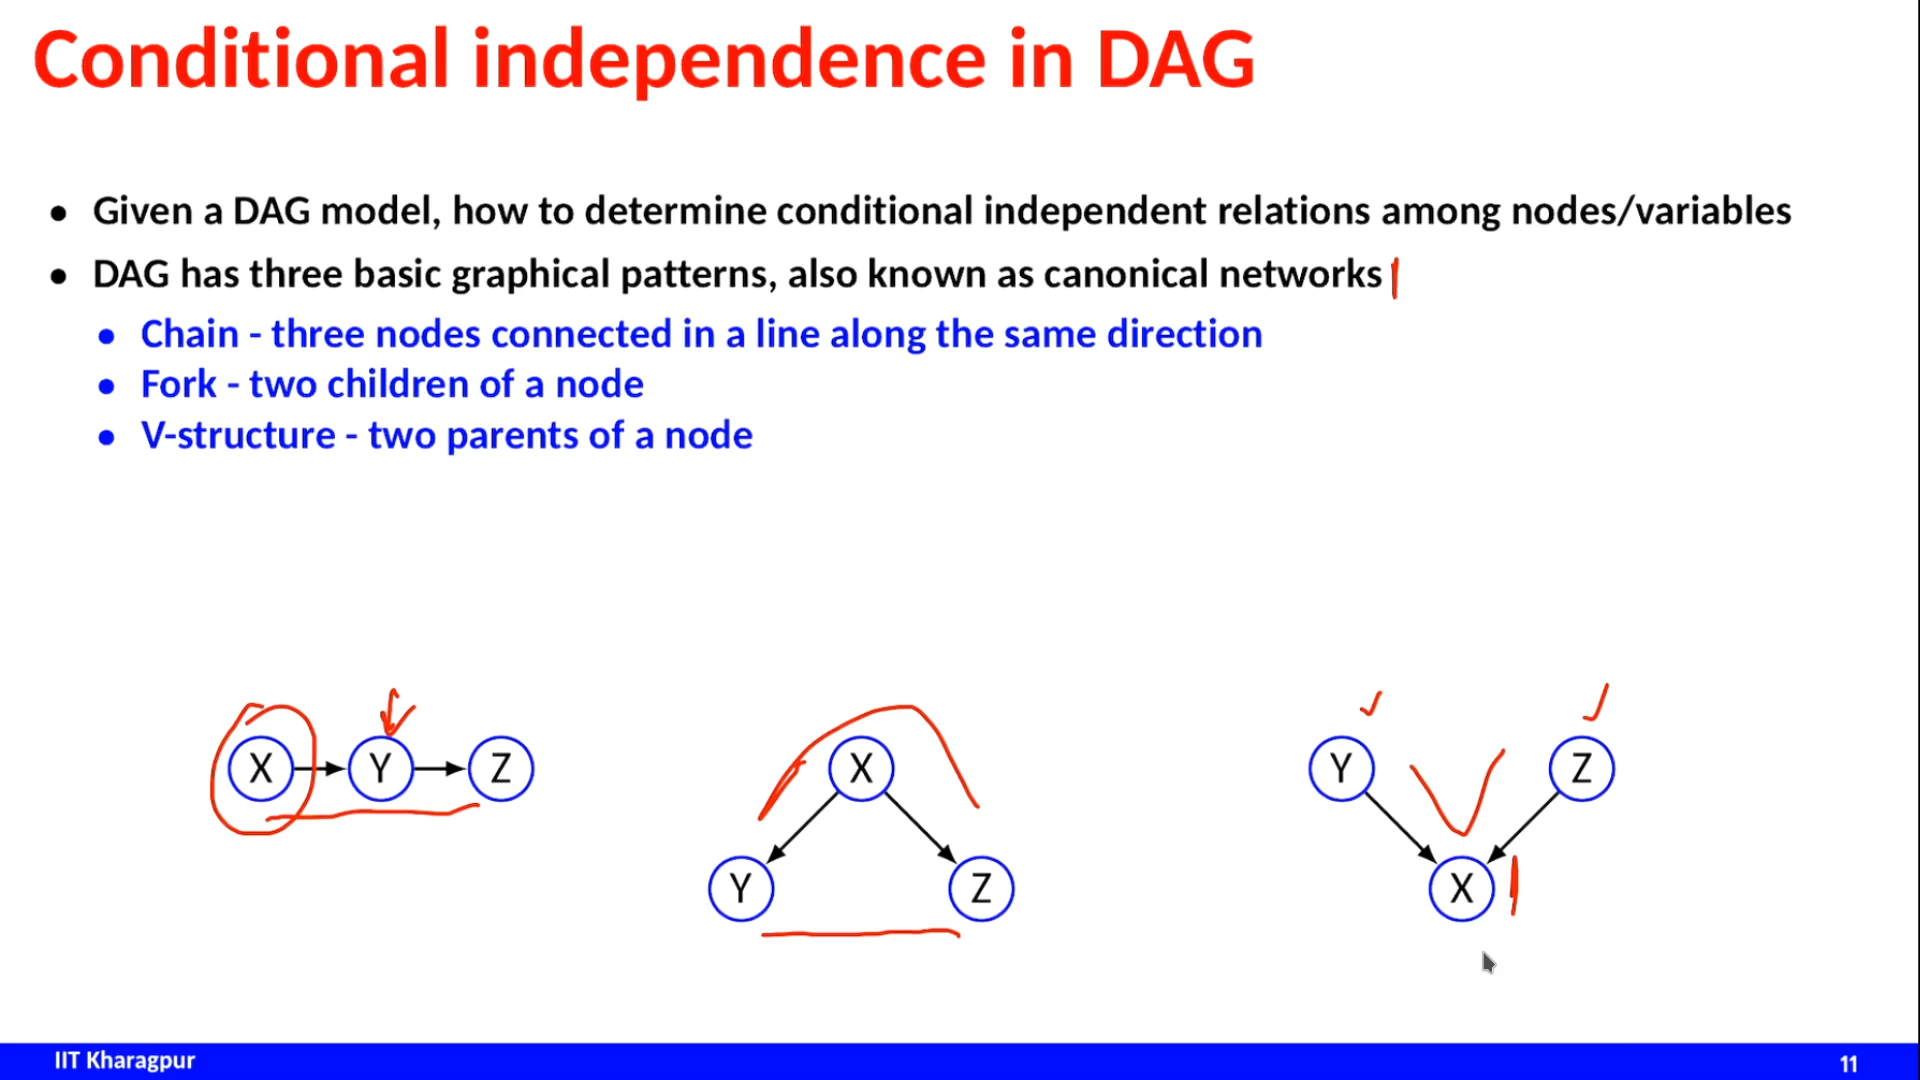 Conditional independence in DAG
• Given a DAG model, how to determine conditional independent relations among nodes/variables
• DAG has three basic graphical patterns, also known as canonical networks
• Chain - three nodes connected in a line along the same direction
• Fork - two children of a node
• V-structure - two parents of a node
X Y Z
X
Y Z
Y Z
X
IIT Kharagpur 11